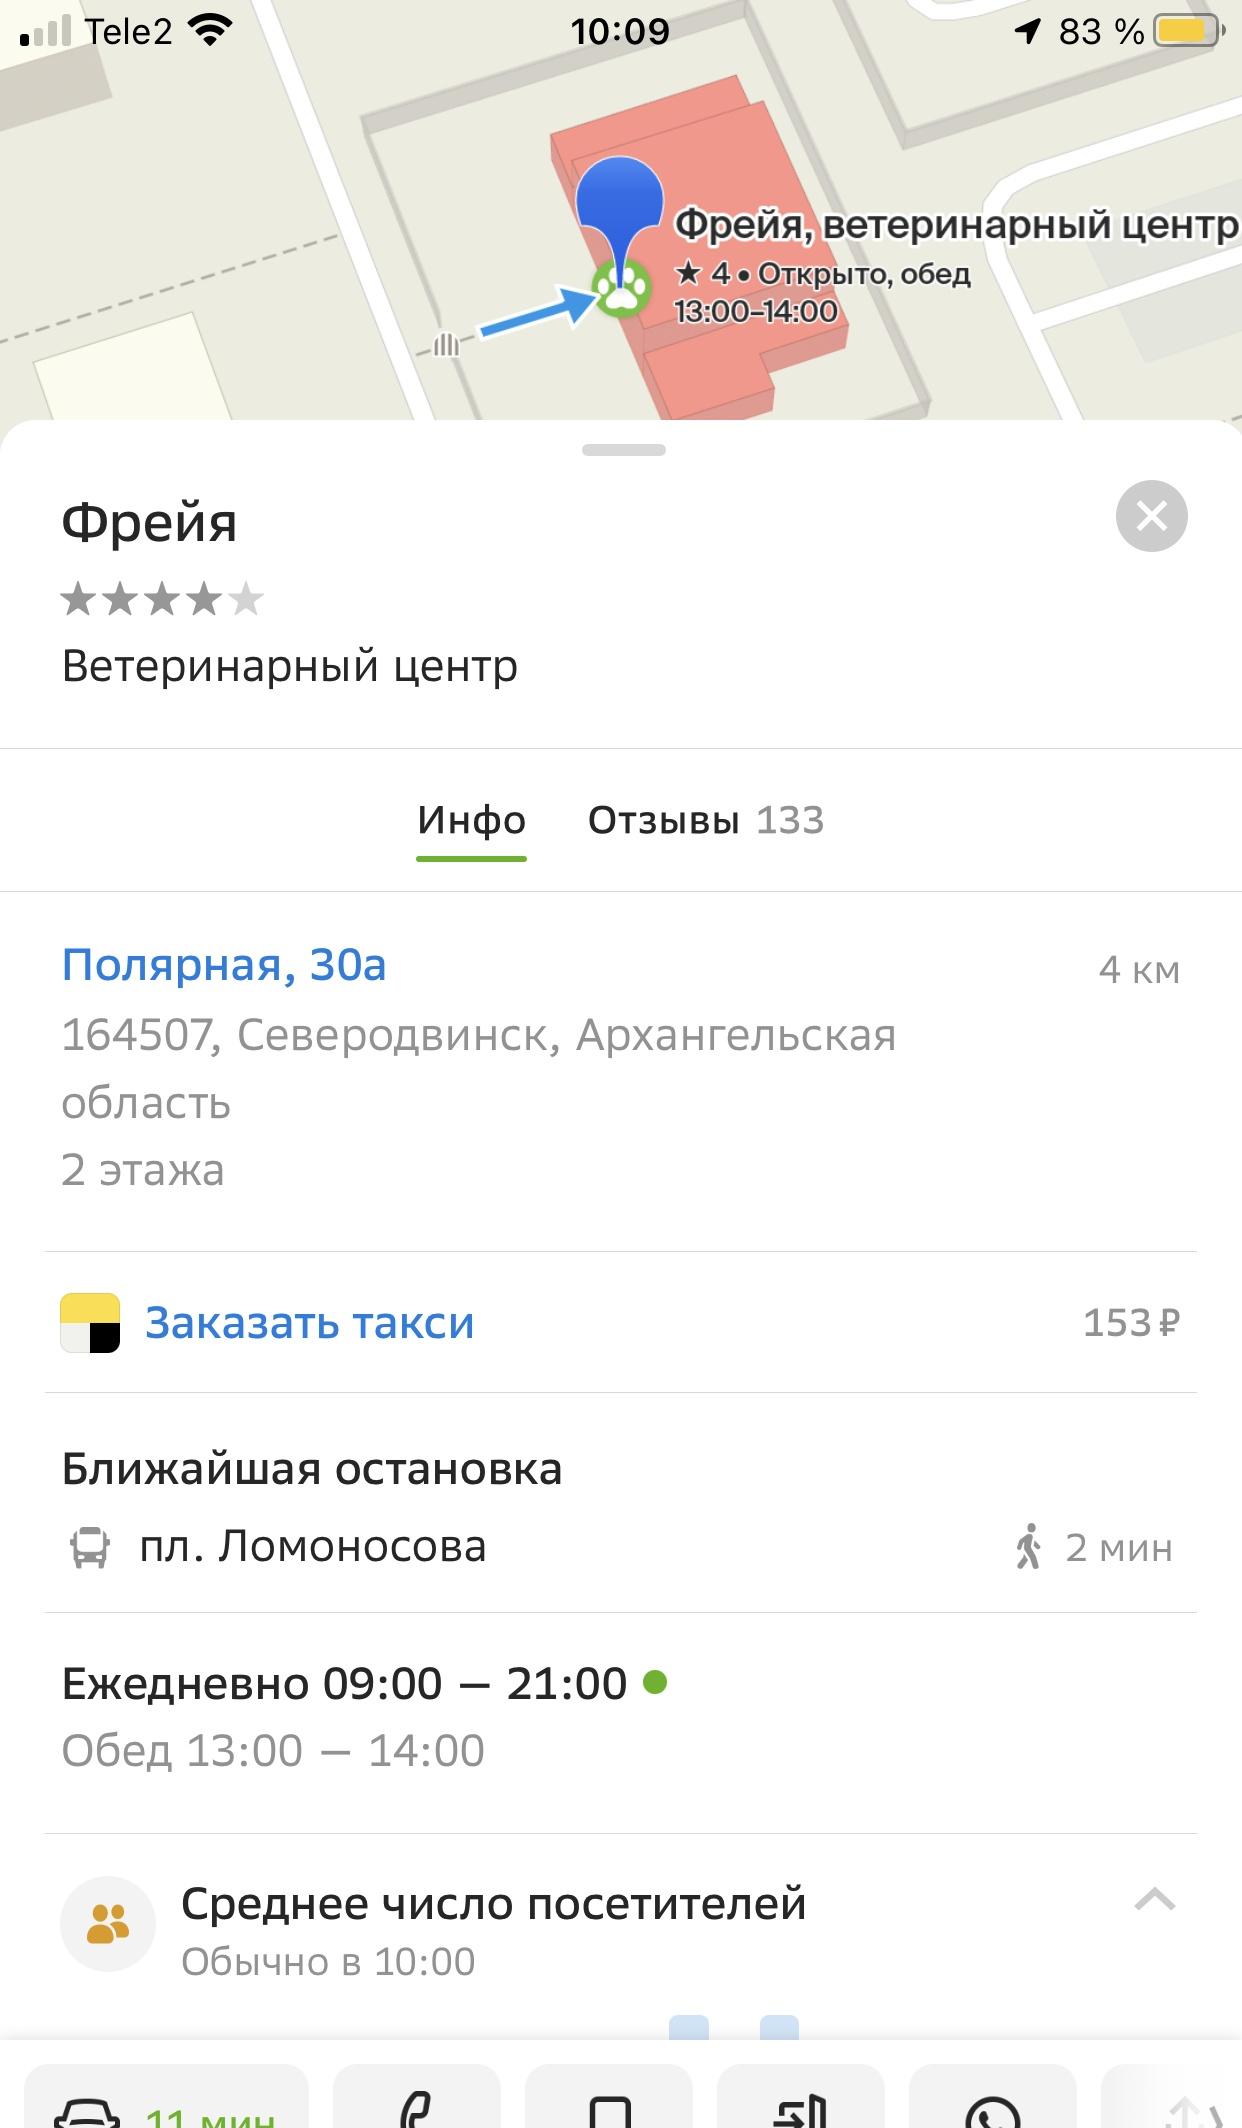 Tele2
10:09
83 %
Фрейя, ветеринарный центр
★ 4 • Открыто, обед
13:00–14:00
Фрейя
Ветеринарный центр
Инфо
Отзывы 133
Полярная, 30а
4 км
164507, Северодвинск, Архангельская
область
2 этажа
Заказать такси
153 ₽
Ближайшая остановка
пл. Ломоносова
2 мин
Ежедневно 09:00 — 21:00
Обед 13:00 — 14:00
Среднее число посетителей
Обычно в 10:00
11 мин